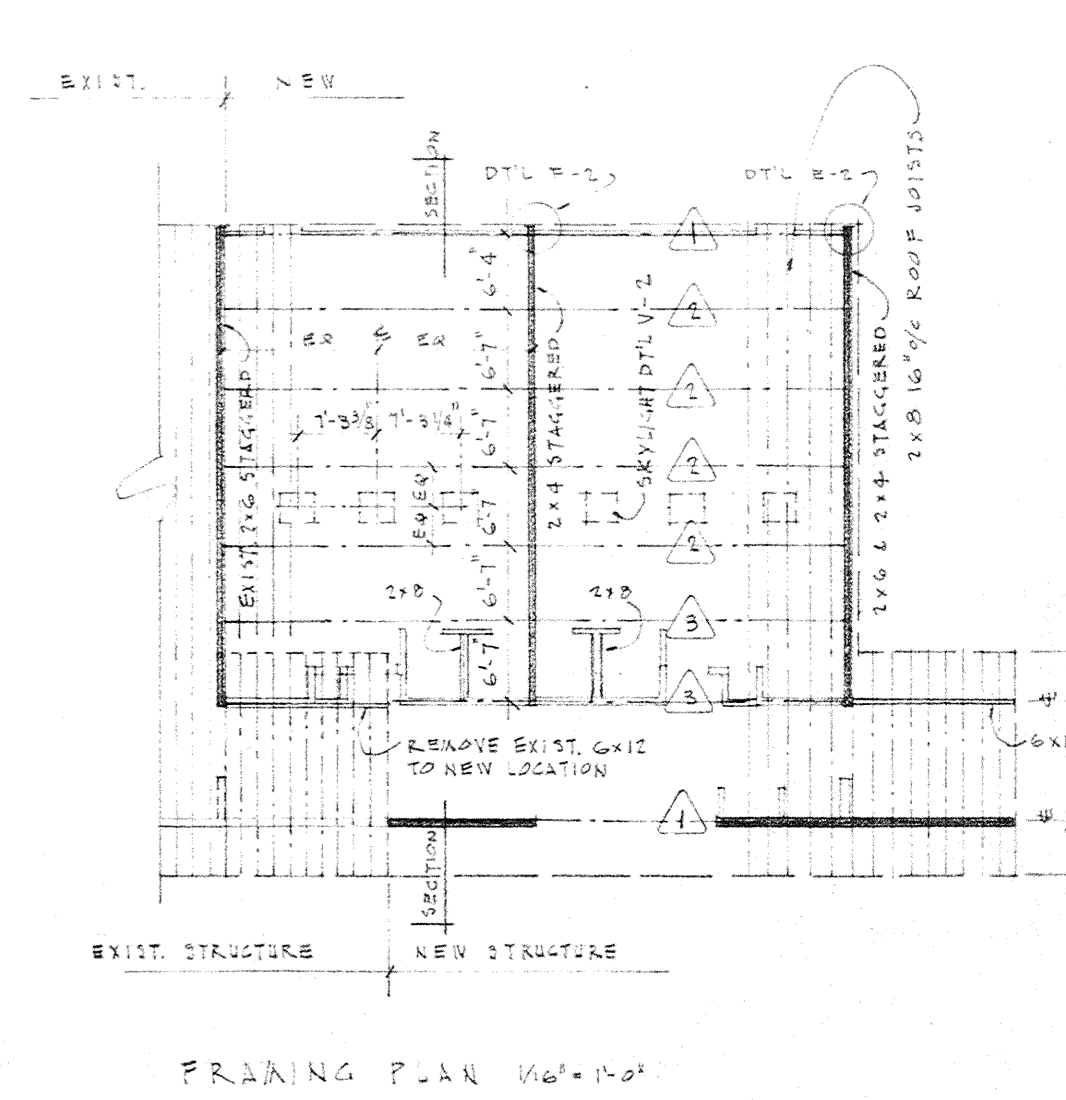 EXIST. NEW
SECTION
DT'L F-2
DT'L E-2
2x8 16" o/c ROOF JOISTS
1
6'-4"
2
SKYLIGHT DT'L V-2
EQ ℄ EQ
6'-7"
2
EXIST. 2x6 STAGGERD
7'-3 3/8" 7'-3 1/4"
6'-7"
2x4 STAGGERED
2x6 & 2x4 STAGGERED
2
EQ EQ
6'-7"
2
2x8
6'-7"
2x8
3
6'-7"
3
REMOVE EXIST. 6x12
TO NEW LOCATION
6x1
1
SECITION
EXIST. STRUCTURE NEW STRUCTURE
FRAMING PLAN 1/16" = 1'-0"